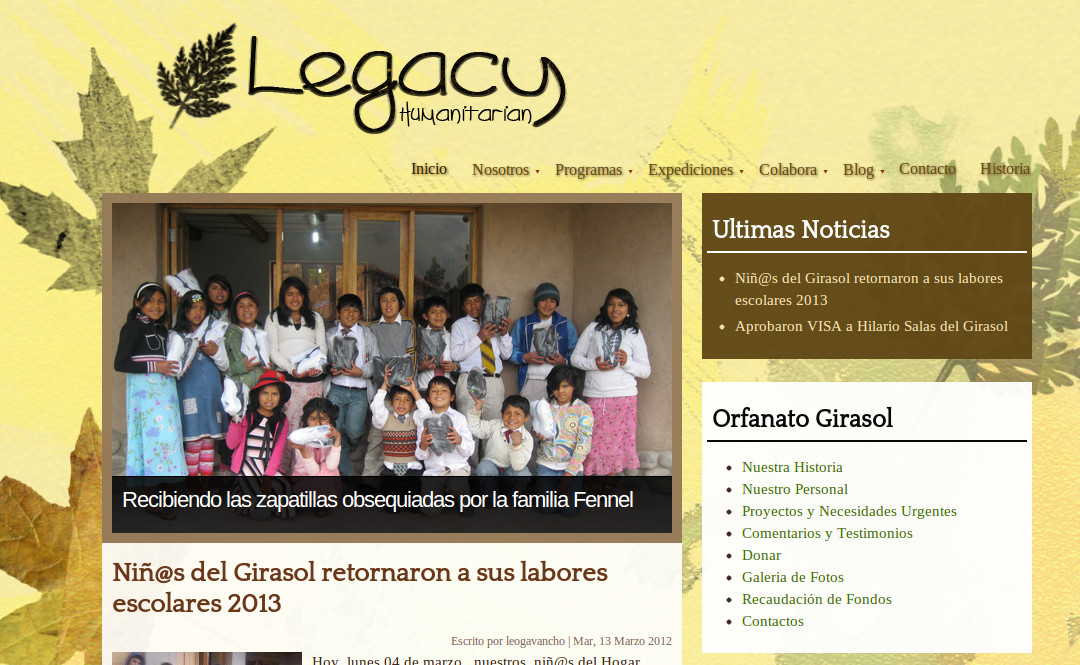 Legacy
Humanitarian
Inicio Nosotros Programas Expediciones Colabora Blog Contacto Historia
Recibiendo las zapatillas obsequiadas por la familia Fennel
Niñ@s del Girasol retornaron a sus labores
escolares 2013
Escrito por leogavancho | Mar, 13 Marzo 2012
Hoy, lunes 04 de marzo, nuestros niñ@s del Hogar
Ultimas Noticias
Niñ@s del Girasol retornaron a sus labores
escolares 2013
Aprobaron VISA a Hilario Salas del Girasol
Orfanato Girasol
Nuestra Historia
Nuestro Personal
Proyectos y Necesidades Urgentes
Comentarios y Testimonios
Donar
Galeria de Fotos
Recaudación de Fondos
Contactos